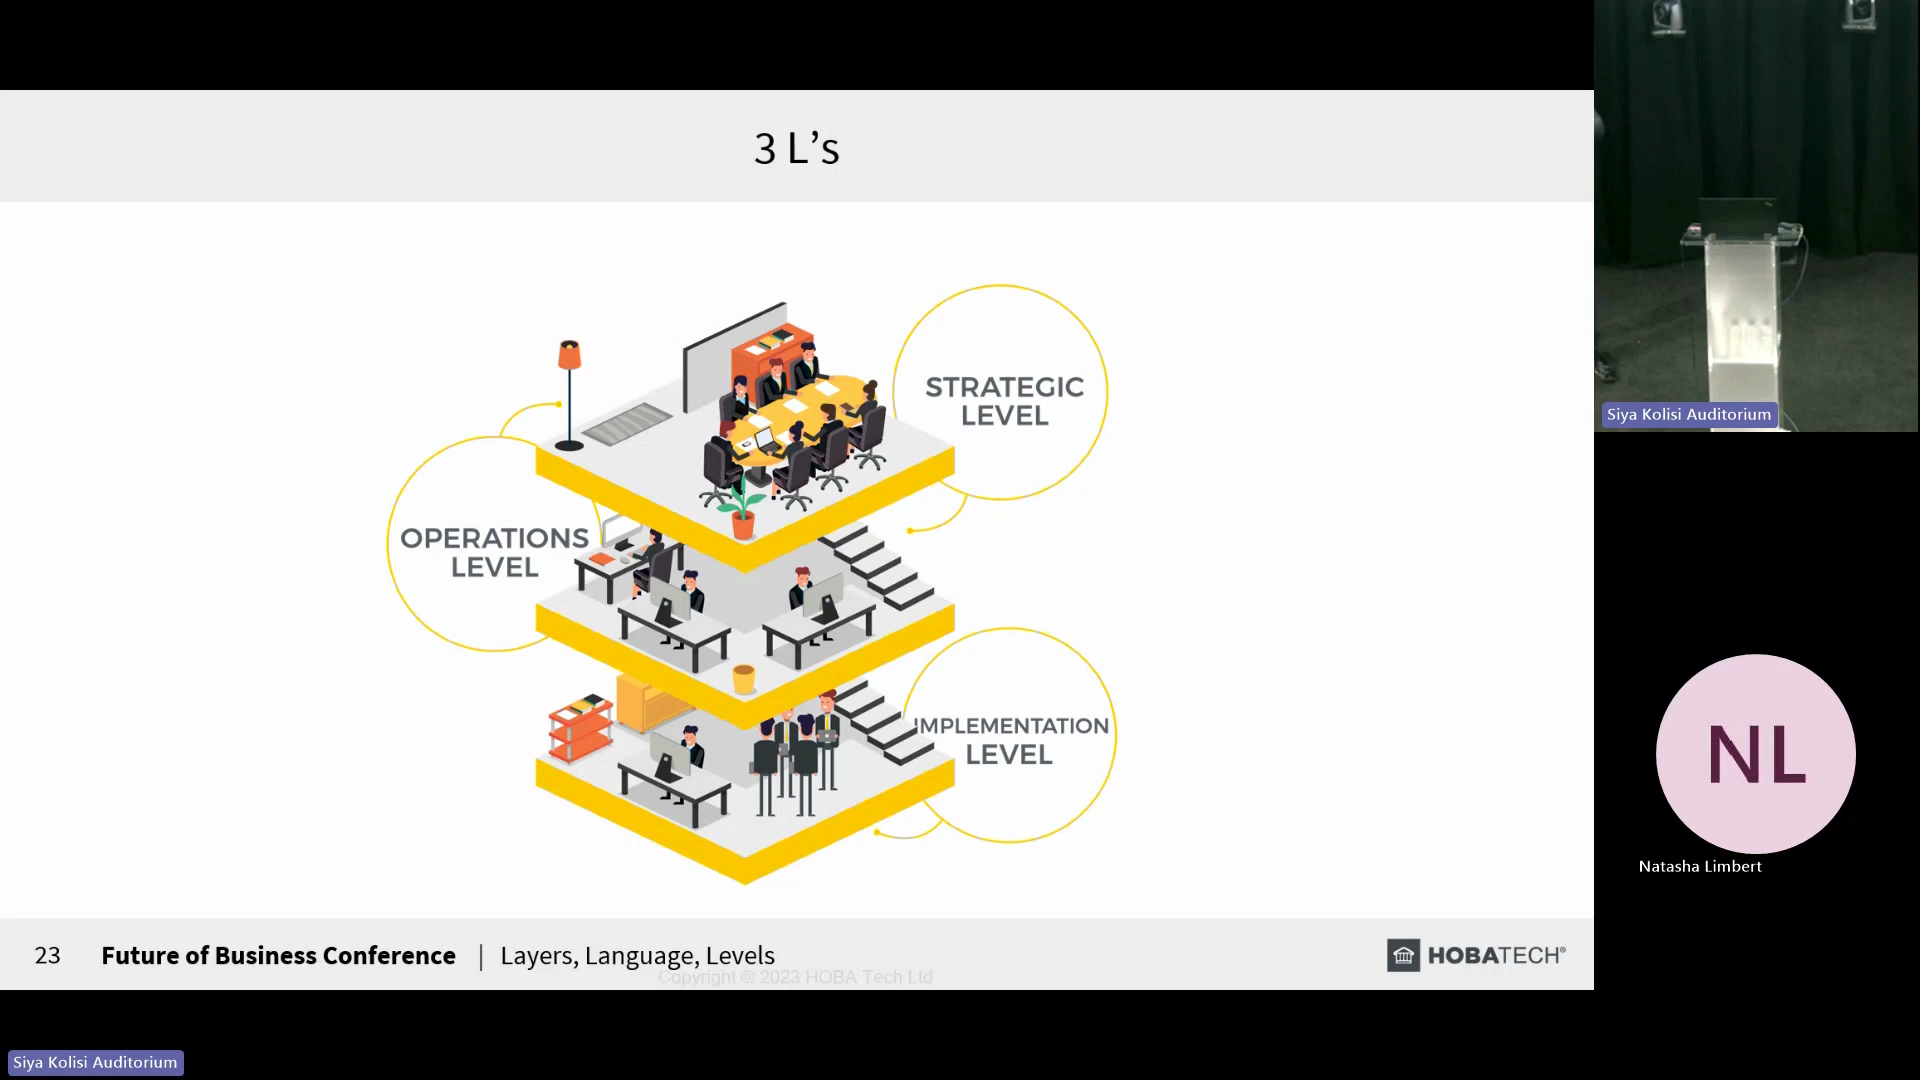 3 L’s
STRATEGIC
LEVEL
OPERATIONS
LEVEL
IMPLEMENTATION
LEVEL
23 Future of Business Conference | Layers, Language, Levels
Copyright ® 2023 HOBA Tech Ltd
HOBATECH®
Siya Kolisi Auditorium
NL
Natasha Limbert
Siya Kolisi Auditorium